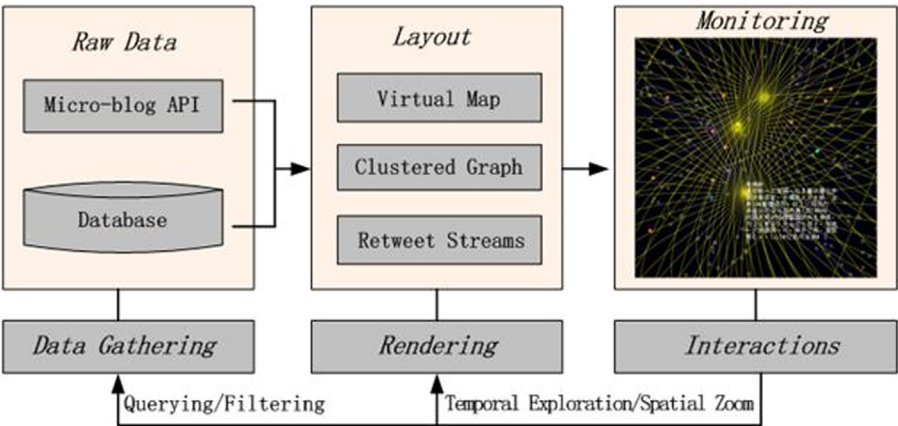 Raw Data
Micro-blog API
Database
Layout
Virtual Map
Clustered Graph
Retweet Streams
Monitoring
Data Gathering
Rendering
Interactions
Querying/Filtering
Temporal Exploration/Spatial Zoom